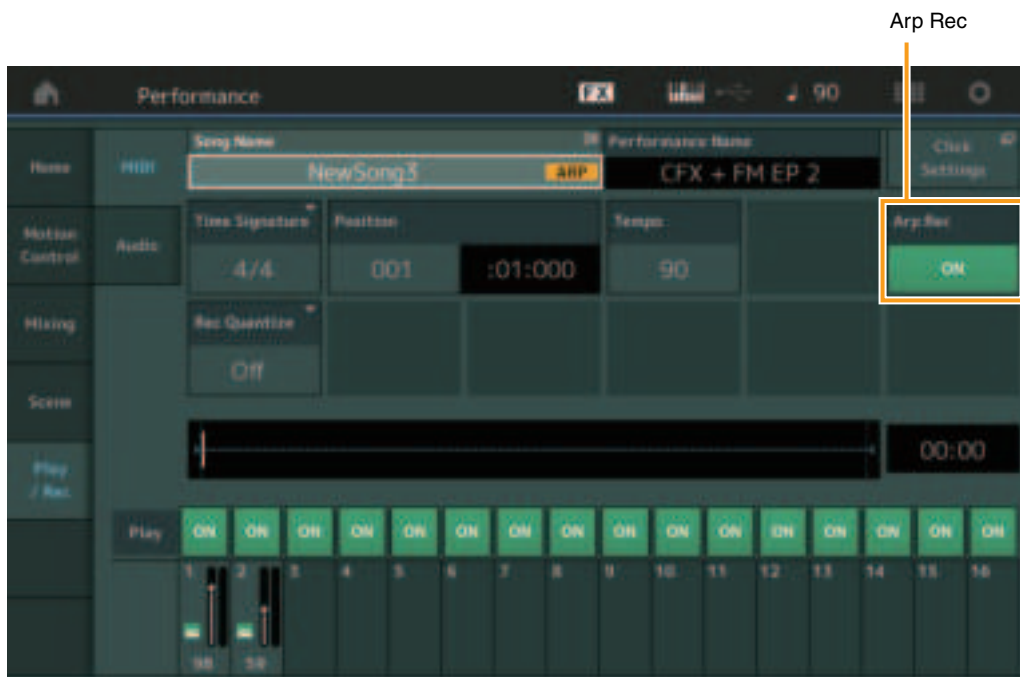 Arp Rec
Performance FX 90
Home MIDI Song Name Performance Name Click Settings
NewSong3 ARP CFX + FM EP 2
Motion Control Audio Time Signature Position Tempo Arp Rec
4/4 001 :01:000 90 ON
Mixing Rec Quantize
Off
Scene
00:00
Play / Rec
Play ON ON ON ON ON ON ON ON ON ON ON ON ON ON ON ON
1 2 3 4 5 6 7 8 9 10 11 12 13 14 15 16
98 59